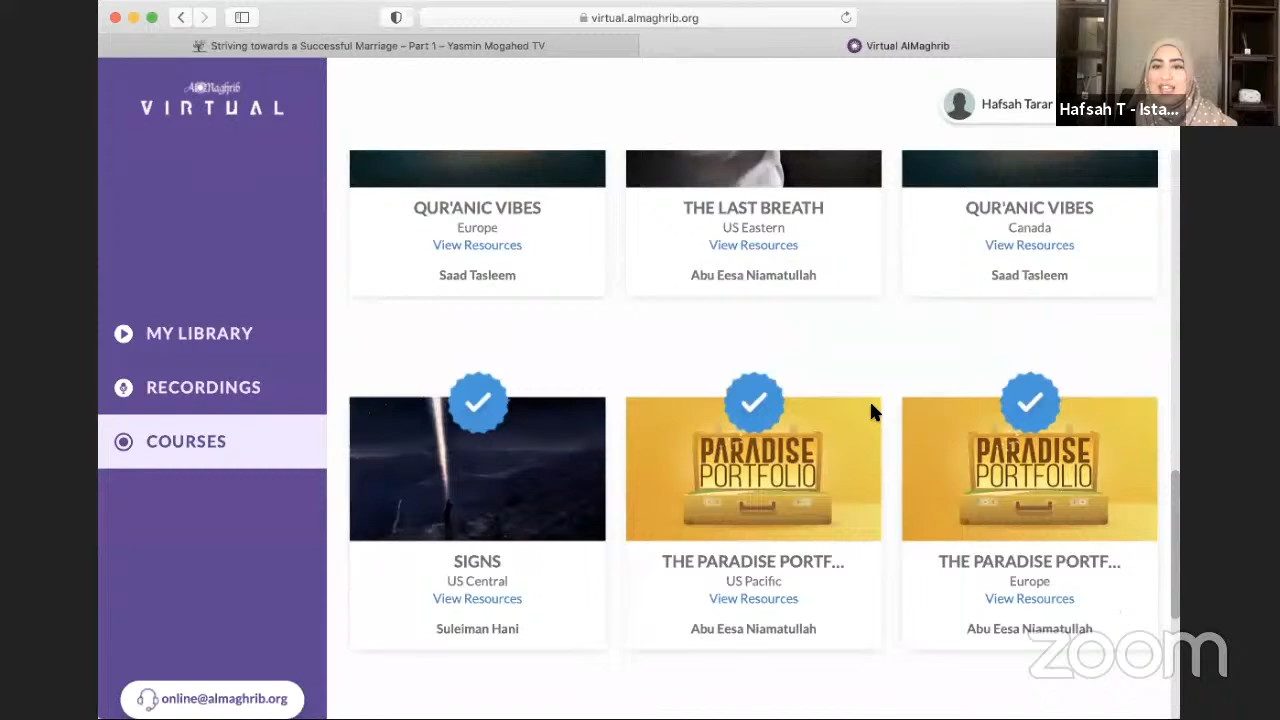 virtual.almaghrib.org
Striving towards a Successful Marriage – Part 1 – Yasmin Mogahed TV
Virtual AlMaghrib
AlMaghrib
VIRTUAL
Hafsah Tarar
Hafsah T - Ista...
QUR'ANIC VIBES
Europe
View Resources
Saad Tasleem
THE LAST BREATH
US Eastern
View Resources
Abu Eesa Niamatullah
QUR'ANIC VIBES
Canada
View Resources
Saad Tasleem
MY LIBRARY
RECORDINGS
COURSES
PARADISE
PORTFOLIO
PARADISE
PORTFOLIO
SIGNS
US Central
View Resources
Suleiman Hani
THE PARADISE PORTF...
US Pacific
View Resources
Abu Eesa Niamatullah
THE PARADISE PORTF...
Europe
View Resources
Abu Eesa Niamatullah
zoom
online@almaghrib.org